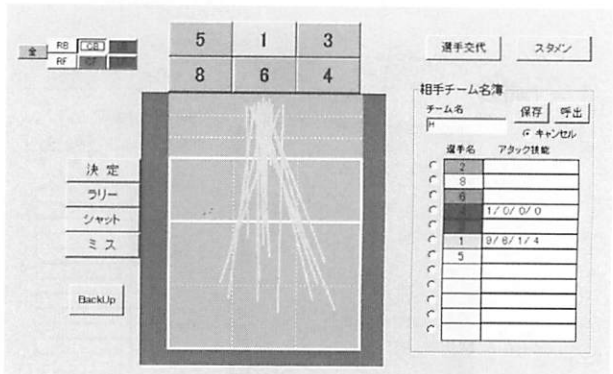 全 RB CB
RF
5 1 3
8 6 4
選手交代 スタメン
相手チーム名簿
チーム名
H
保存 呼出
キャンセル
選手名 アタック技能
2
8
6
1/0/0/0
1 9/6/1/4
5
決定
ラリー
シャット
ミス
BackUp